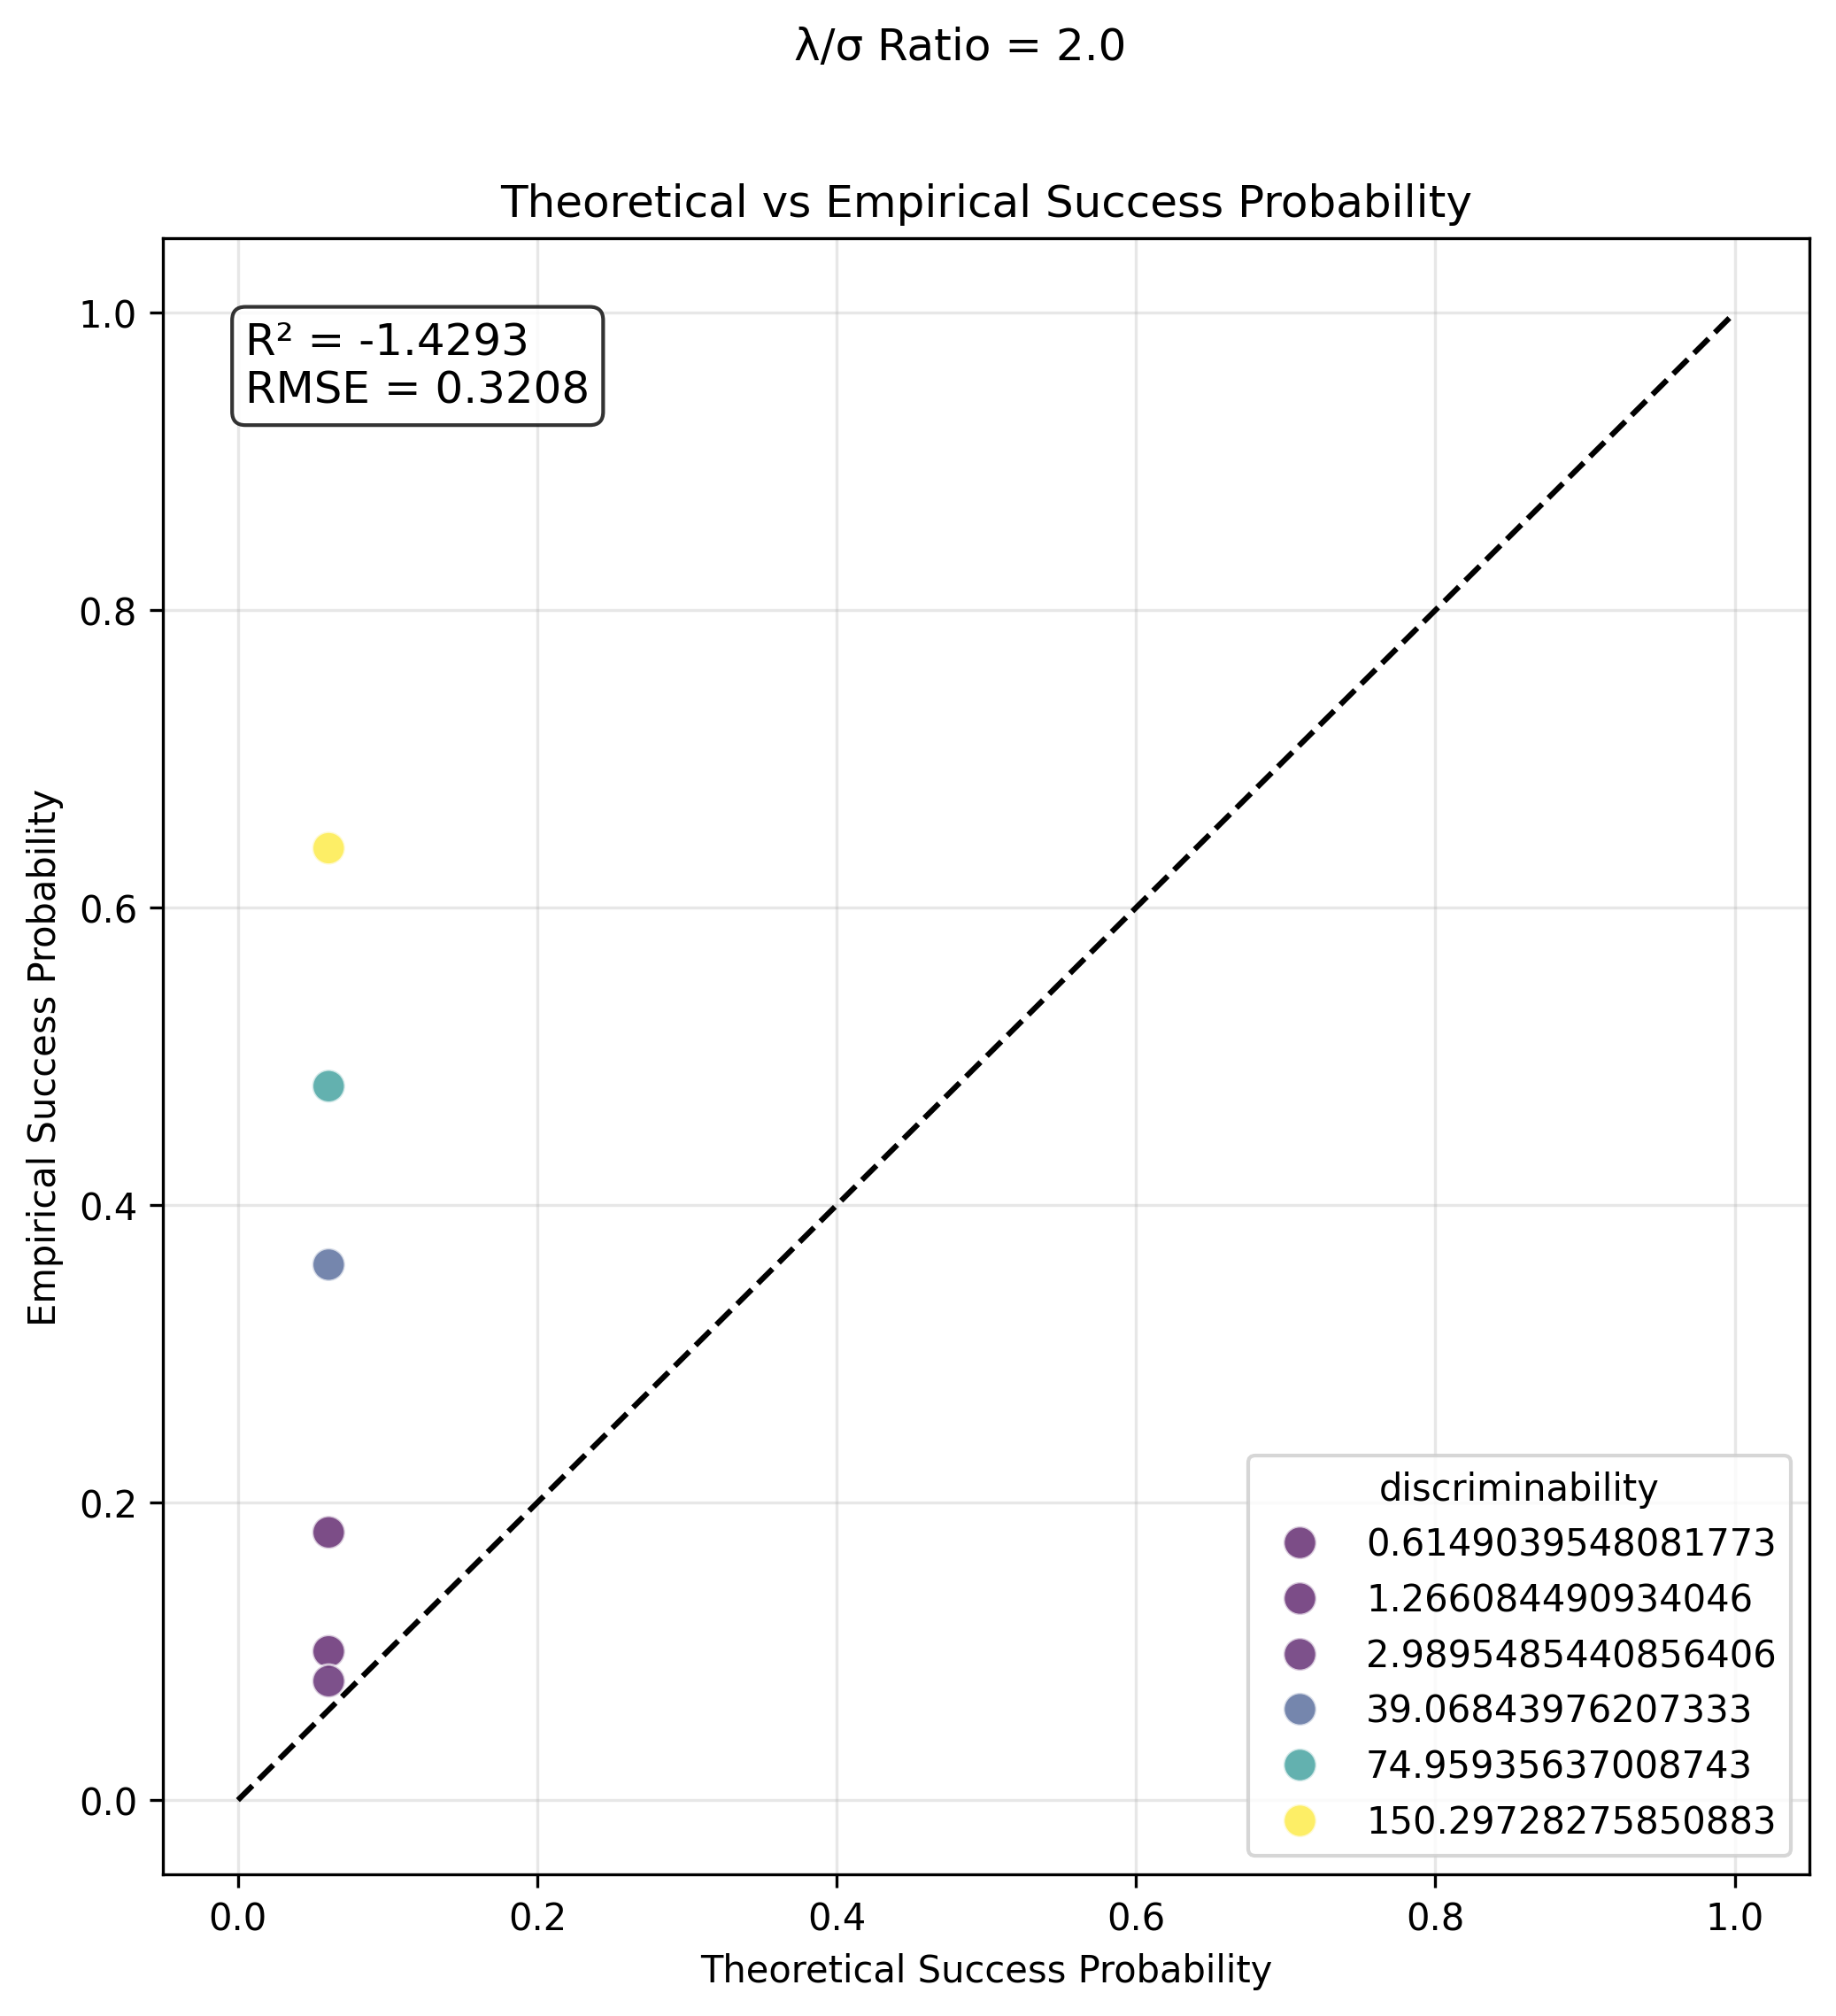 λ/σ Ratio = 2.0
Theoretical vs Empirical Success Probability
R² = -1.4293
RMSE = 0.3208
1.0
0.8
0.6
0.4
0.2
0.0
Empirical Success Probability
discriminability
0.6149039548081773
1.266084490934046
2.9895485440856406
39.06843976207333
74.95935637008743
150.29728275850883
0.0
0.2
0.4
0.6
0.8
1.0
Theoretical Success Probability